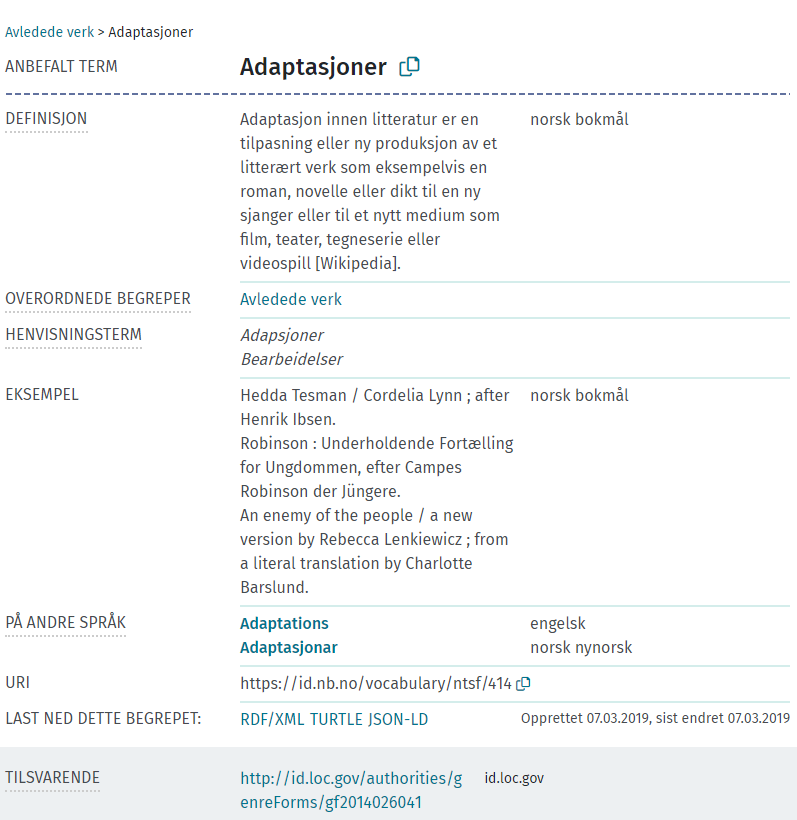 Avledede verk > Adaptasjoner
ANBEFALT TERM
Adaptasjoner
DEFINISJON
Adaptasjon innen litteratur er en
tilpasning eller ny produksjon av et
litterært verk som eksempelvis en
roman, novelle eller dikt til en ny
sjanger eller til et nytt medium som
film, teater, tegneserie eller
videospill [Wikipedia].
norsk bokmål
OVERORDNEDE BEGREPER
Avledede verk
HENVISNINGSTERM
Adapsjoner
Bearbeidelser
EKSEMPEL
Hedda Tesman / Cordelia Lynn ; after
Henrik Ibsen.
Robinson : Underholdende Fortælling
for Ungdommen, efter Campes
Robinson der Jüngere.
An enemy of the people / a new
version by Rebecca Lenkiewicz ; from
a literal translation by Charlotte
Barslund.
norsk bokmål
PÅ ANDRE SPRÅK
Adaptations engelsk
Adaptasjonar norsk nynorsk
URI
https://id.nb.no/vocabulary/ntsf/414
LAST NED DETTE BEGREPET:
RDF/XML TURTLE JSON-LD
Opprettet 07.03.2019, sist endret 07.03.2019
TILSVARENDE
http://id.loc.gov/authorities/g
enreForms/gf2014026041
id.loc.gov